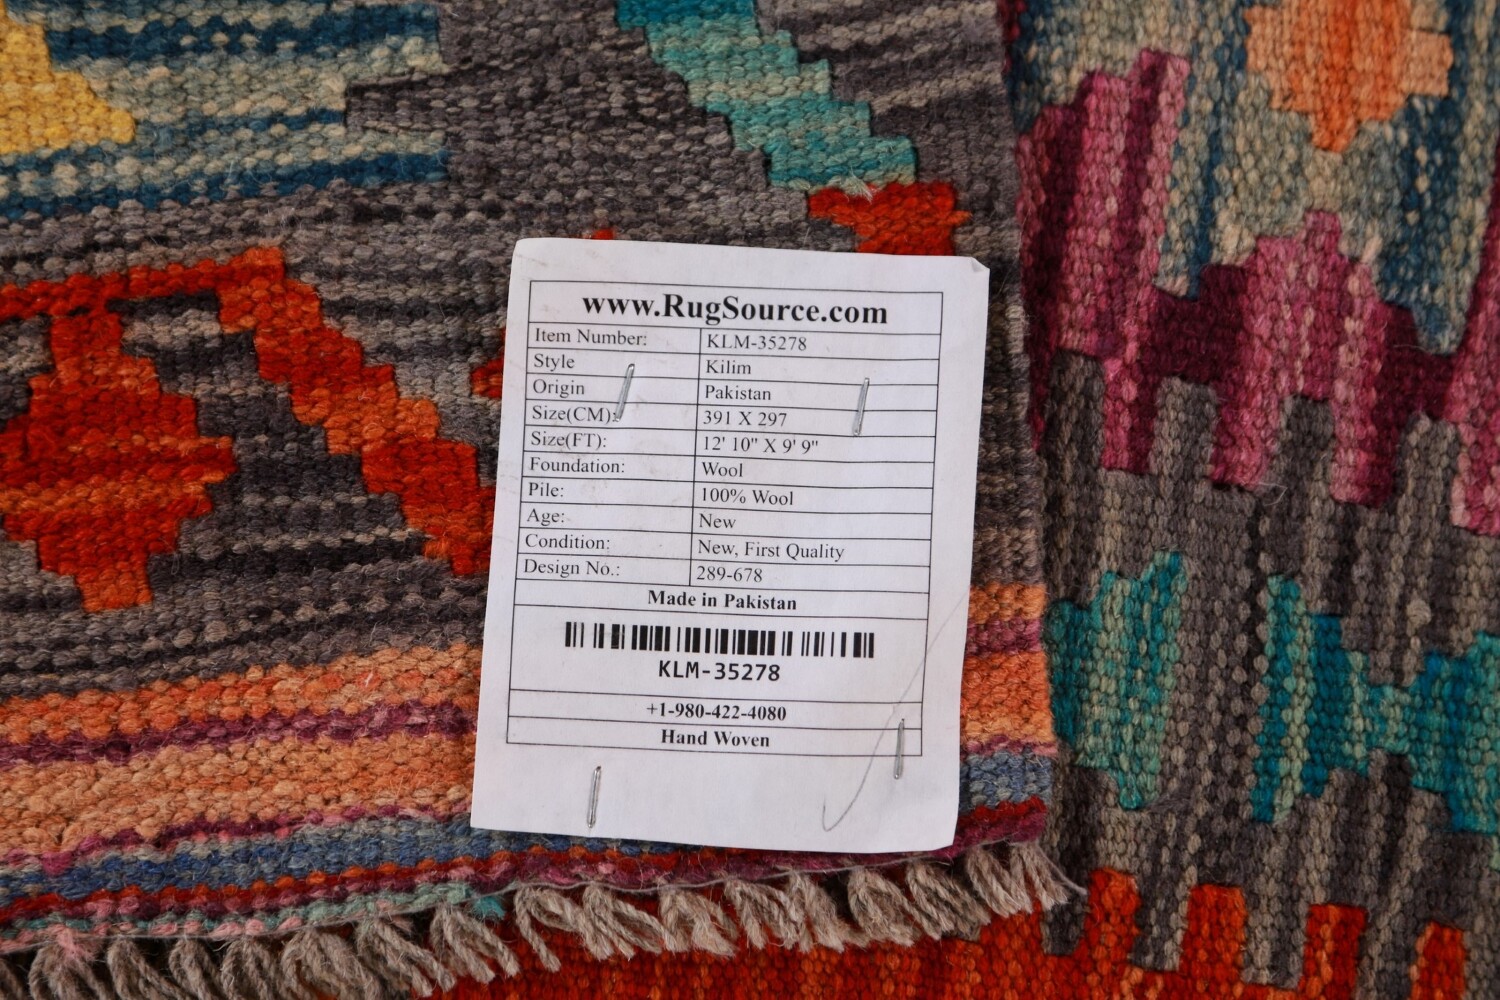 www.RugSource.com
Item Number: KLM-35278
Style Kilim
Origin Pakistan
Size(CM): 391 X 297
Size(FT): 12' 10" X 9' 9"
Foundation: Wool
Pile: 100% Wool
Age: New
Condition: New, First Quality
Design No.: 289-678
Made in Pakistan
KLM-35278
+1-980-422-4080
Hand Woven